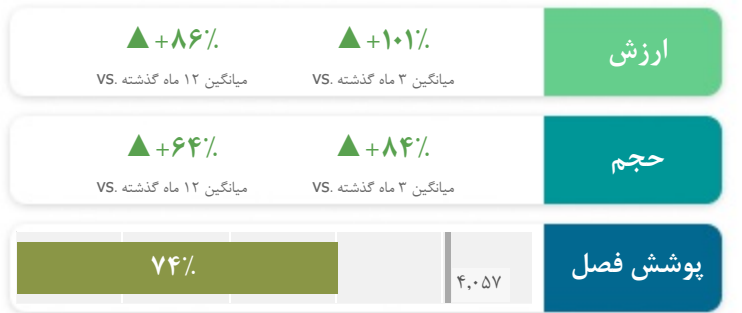 ارزش
▲ +۱۰۱٪ ▲ +۸۶٪
میانگین ۳ ماه گذشته .VS میانگین ۱۲ ماه گذشته .VS
حجم
▲ +۸۴٪ ▲ +۶۴٪
میانگین ۳ ماه گذشته .VS میانگین ۱۲ ماه گذشته .VS
پوشش فصل
۷۴٪
۴,۰۵۷